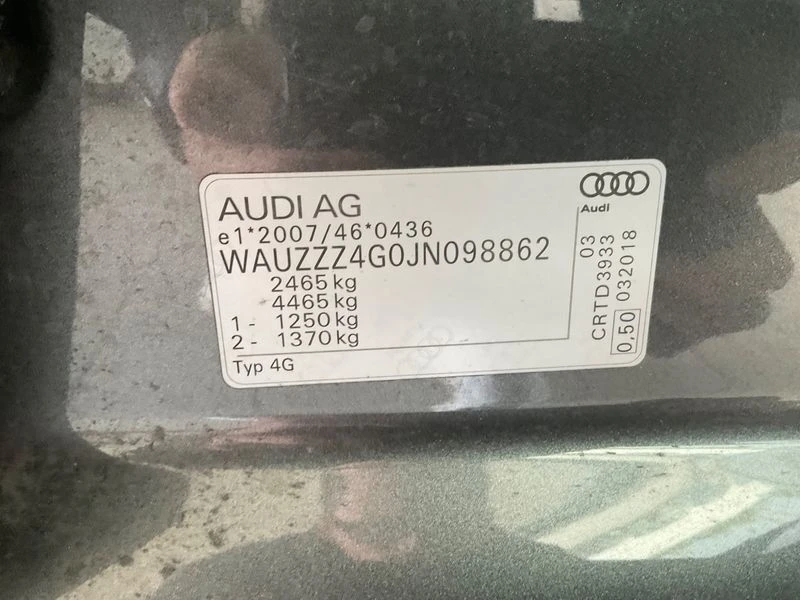 AUDI AG
e1*2007/46*0436
WAUZZZ4G0JN098862
2465 kg
4465 kg
1 - 1250 kg
2 - 1370 kg
Typ 4G
Audi
03
CRTD3933
032018
0,50